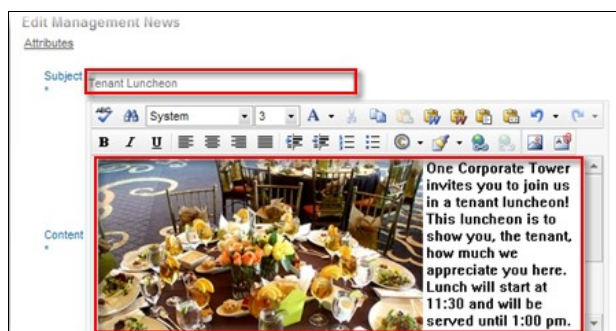 Edit Management News
Attributes
Subject
*
Tenant Luncheon
ABC
System
3
A
B I U
Content
*
One Corporate Tower
invites you to join us
in a tenant luncheon!
This luncheon is to
show you, the tenant,
how much we
appreciate you here.
Lunch will start at
11:30 and will be
served until 1:00 pm.